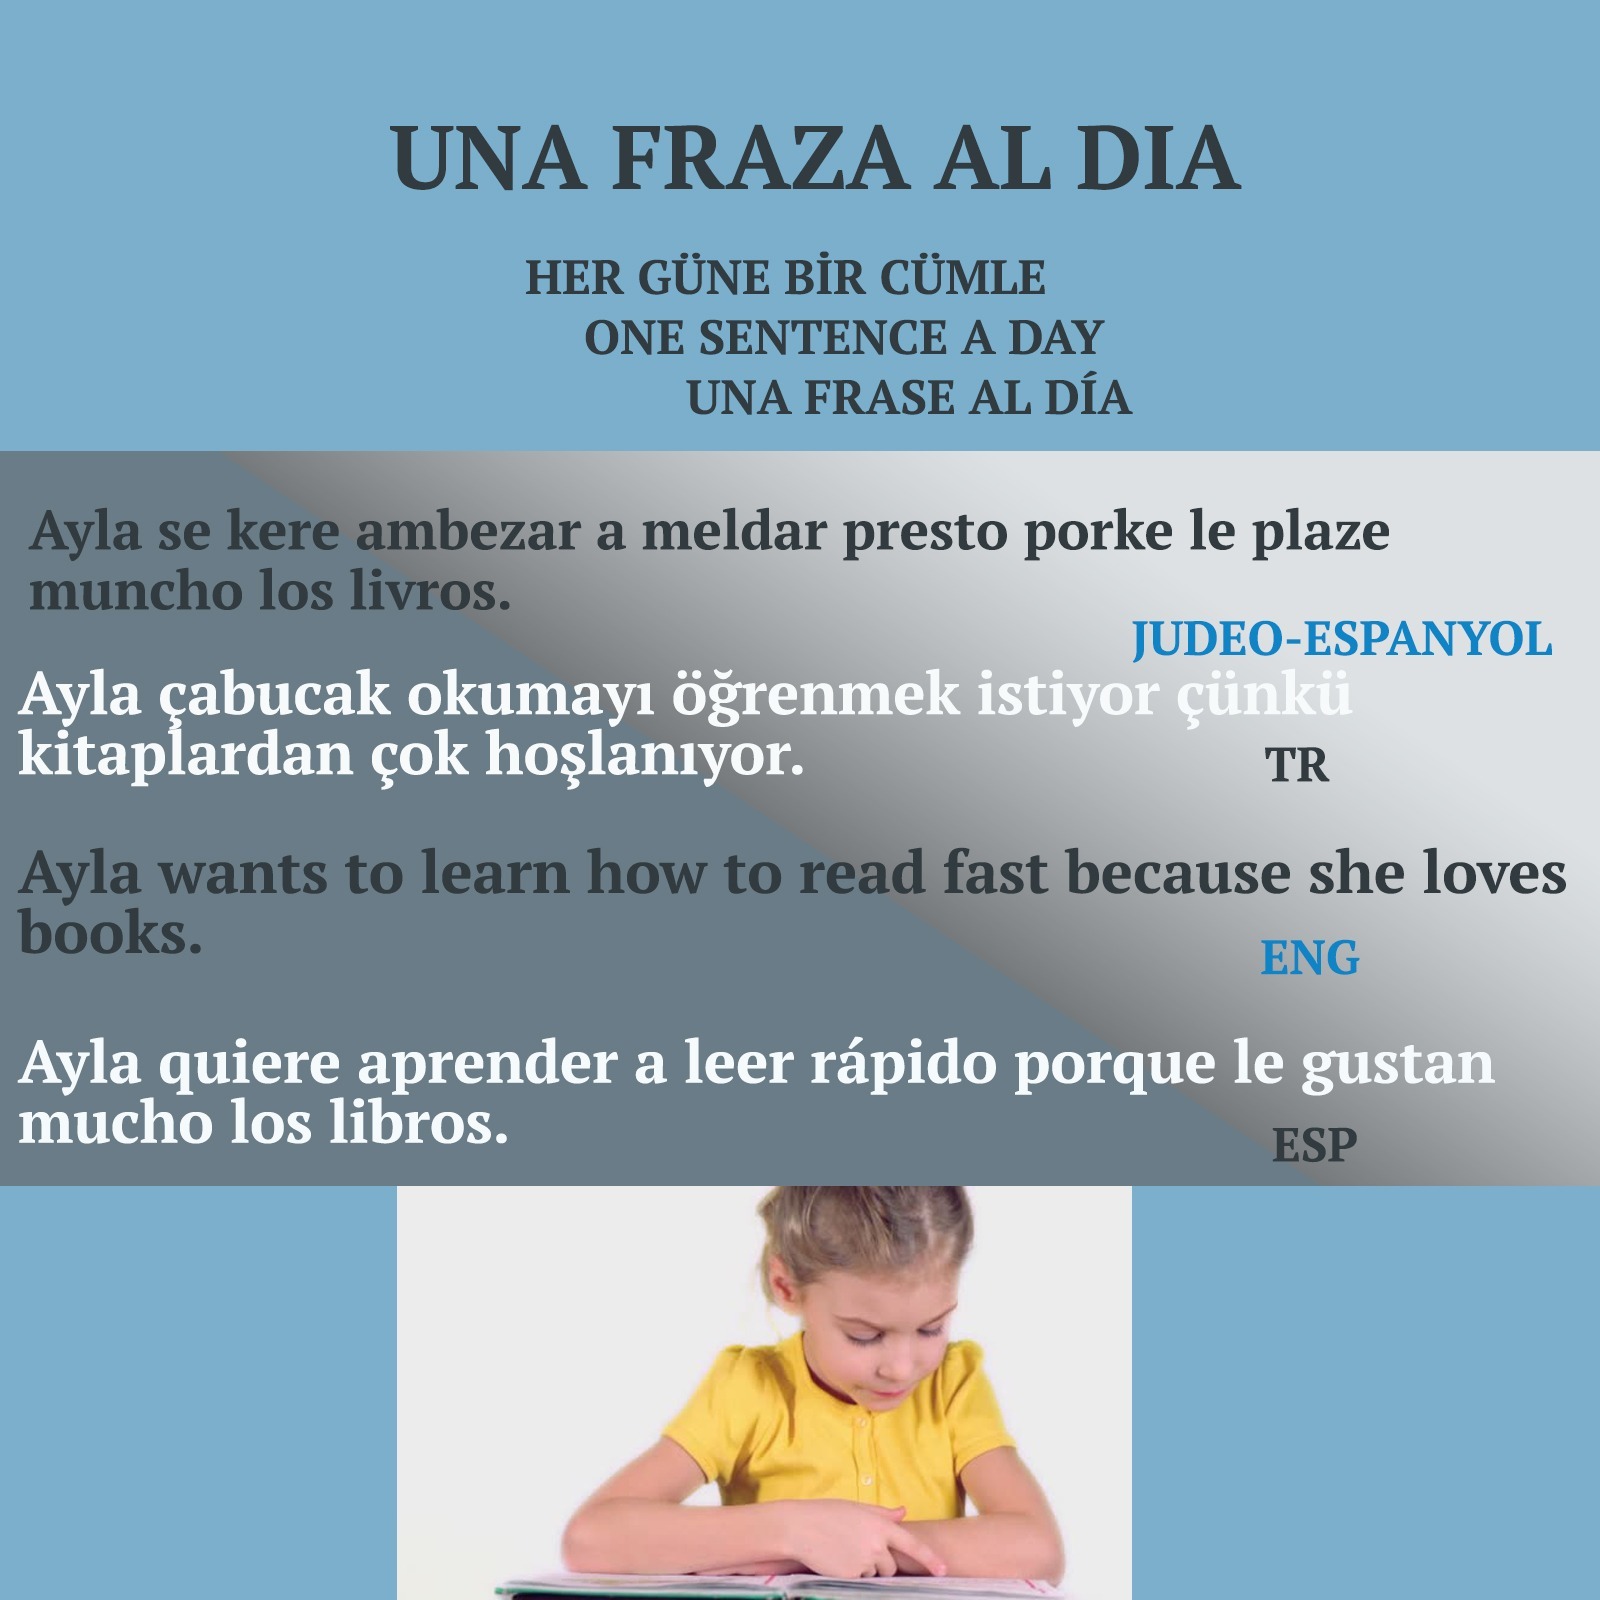 UNA FRAZA AL DIA
HER GÜNE BİR CÜMLE
ONE SENTENCE A DAY
UNA FRASE AL DÍA
Ayla se kere ambezar a meldar presto porke le plaze
muncho los livros.
JUDEO-ESPANYOL
Ayla çabucak okumayı öğrenmek istiyor çünkü
kitaplardan çok hoşlanıyor.
TR
Ayla wants to learn how to read fast because she loves
books.
ENG
Ayla quiere aprender a leer rápido porque le gustan
mucho los libros.
ESP